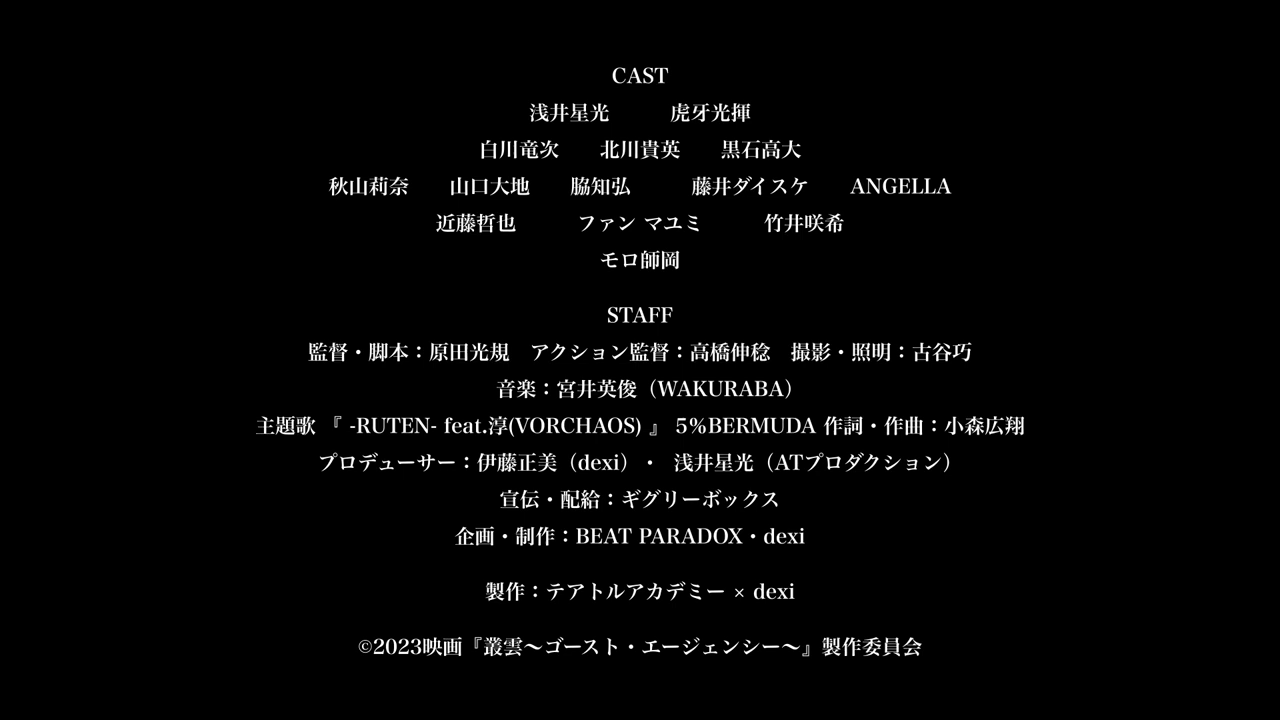 CAST
浅井星光　　　虎牙光揮
白川竜次　　北川貴英　　黒石高大
秋山莉奈　　山口大地　　脇知弘　　　藤井ダイスケ　　ANGELLA
近藤哲也　　　ファン マユミ　　　竹井咲希
モロ師岡
STAFF
監督・脚本：原田光規　アクション監督：高橋伸稔　撮影・照明：古谷巧
音楽：宮井英俊（WAKURABA）
主題歌 『 -RUTEN- feat.淳(VORCHAOS) 』 5%BERMUDA 作詞・作曲：小森広翔
プロデューサー：伊藤正美（dexi）・ 浅井星光（ATプロダクション）
宣伝・配給：ギグリーボックス
企画・制作：BEAT PARADOX・dexi
製作：テアトルアカデミー × dexi
©2023映画『叢雲～ゴースト・エージェンシー～』製作委員会